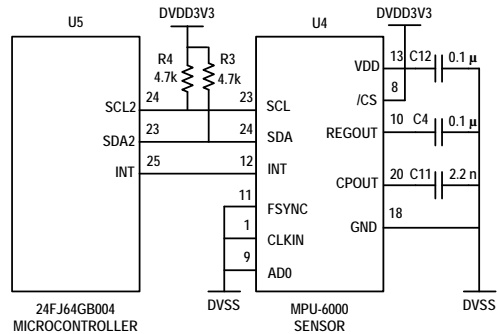 U5
DVDD3V3
U4
DVDD3V3
R4
4.7k
R3
4.7k
VDD
13
C12
0.1 µ
/CS
8
SCL2
24
23
SCL
SDA2
23
24
SDA
REGOUT
10
C4
0.1 µ
INT
25
12
INT
CPOUT
20
C11
2.2 n
11
FSYNC
GND
18
1
CLKIN
9
AD0
DVSS
DVSS
24FJ64GB004
MICROCONTROLLER
MPU-6000
SENSOR